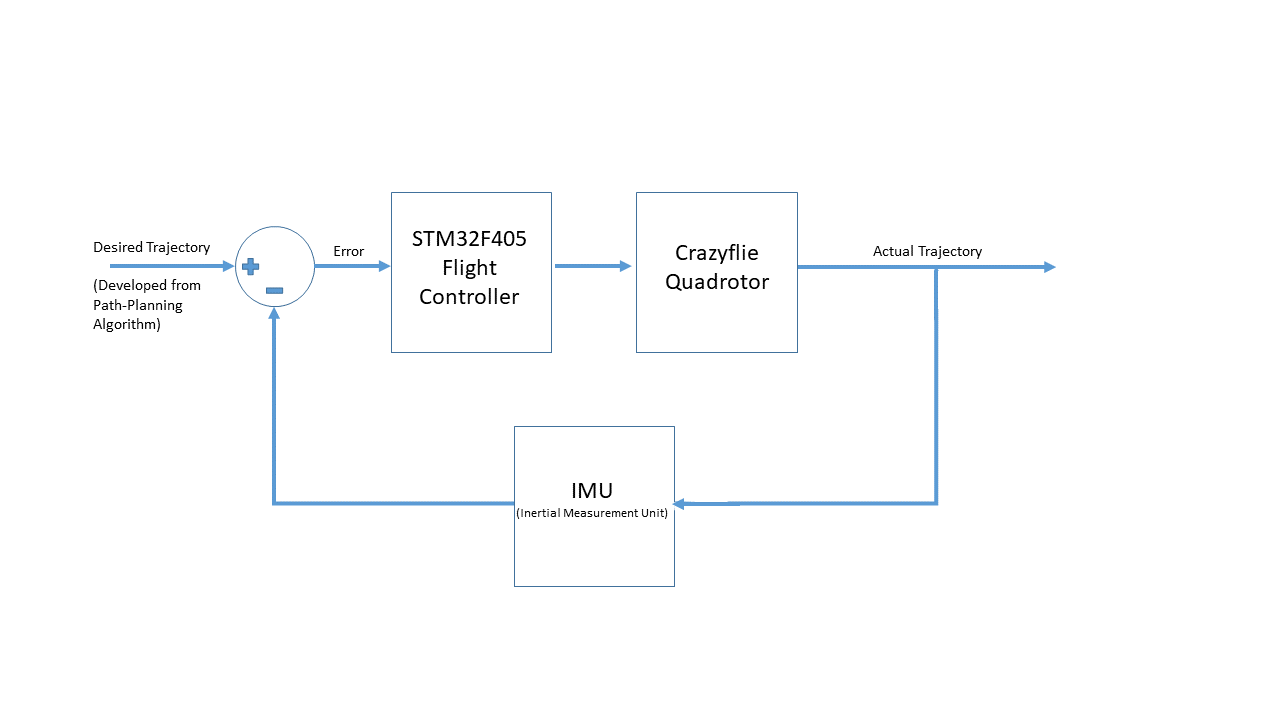 Desired Trajectory
(Developed from
Path-Planning
Algorithm)
Error
STM32F405
Flight
Controller
Crazyflie
Quadrotor
Actual Trajectory
IMU
(Inertial Measurement Unit)